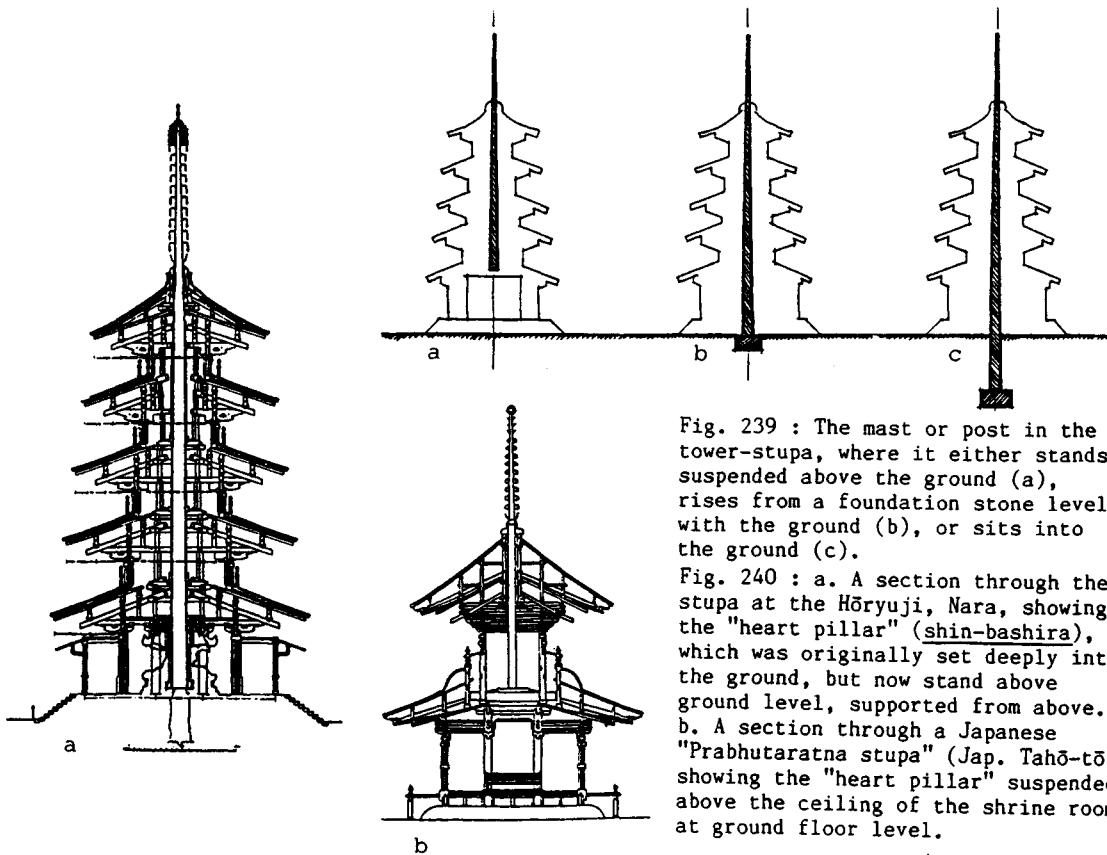 a
b
c
a
b
Fig. 239 : The mast or post in the
tower-stupa, where it either stands
suspended above the ground (a),
rises from a foundation stone level
with the ground (b), or sits into
the ground (c).
Fig. 240 : a. A section through the
stupa at the Hōryuji, Nara, showing
the "heart pillar" (shin-bashira),
which was originally set deeply int
the ground, but now stand above
ground level, supported from above.
b. A section through a Japanese
"Prabhutaratna stupa" (Jap. Tahō-tō
showing the "heart pillar" suspende
above the ceiling of the shrine roo
at ground floor level.